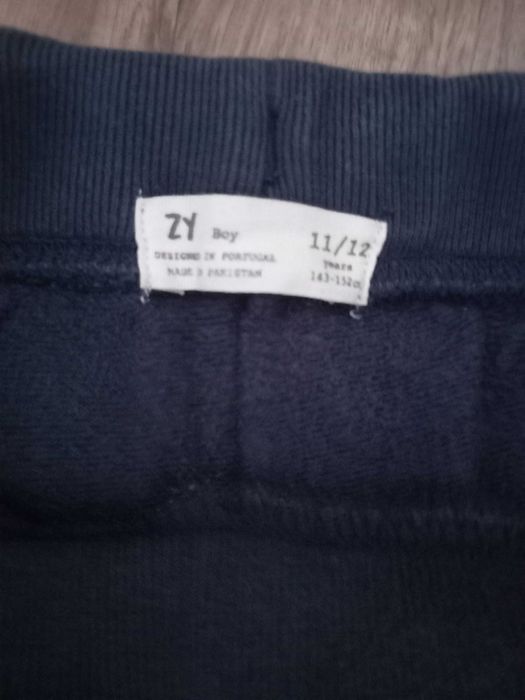 ZY Boy 11/12
DESIGNED IN PORTUGAL Years
MADE IN PAKISTAN 143-152cm